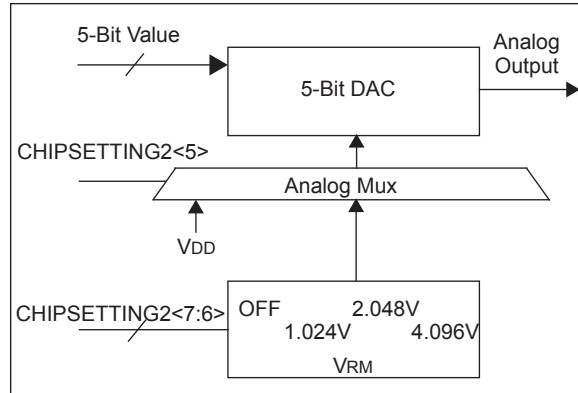 5-Bit Value
Analog
Output
5-Bit DAC
CHIPSETTING2<5>
Analog Mux
VDD
CHIPSETTING2<7:6>
OFF 2.048V
1.024V 4.096V
VRM